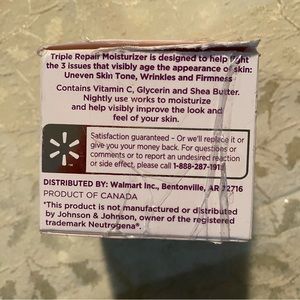 Triple Repair Moisturizer is designed to help fight
the 3 issues that visibly age the appearance of skin:
Uneven Skin Tone, Wrinkles and Firmness
Contains Vitamin C, Glycerin and Shea Butter.
Nightly use works to moisturize
and help visibly improve the look and
feel of your skin.
Satisfaction guaranteed - Or we'll replace it or
give you your money back. For questions or
comments or to report an undesired reaction
or side effect, please call 1-888-287-1915
DISTRIBUTED BY: Walmart Inc., Bentonville, AR 72716
PRODUCT OF CANADA
*This product is not manufactured or distributed
by Johnson & Johnson, owner of the registered
trademark Neutrogena®.